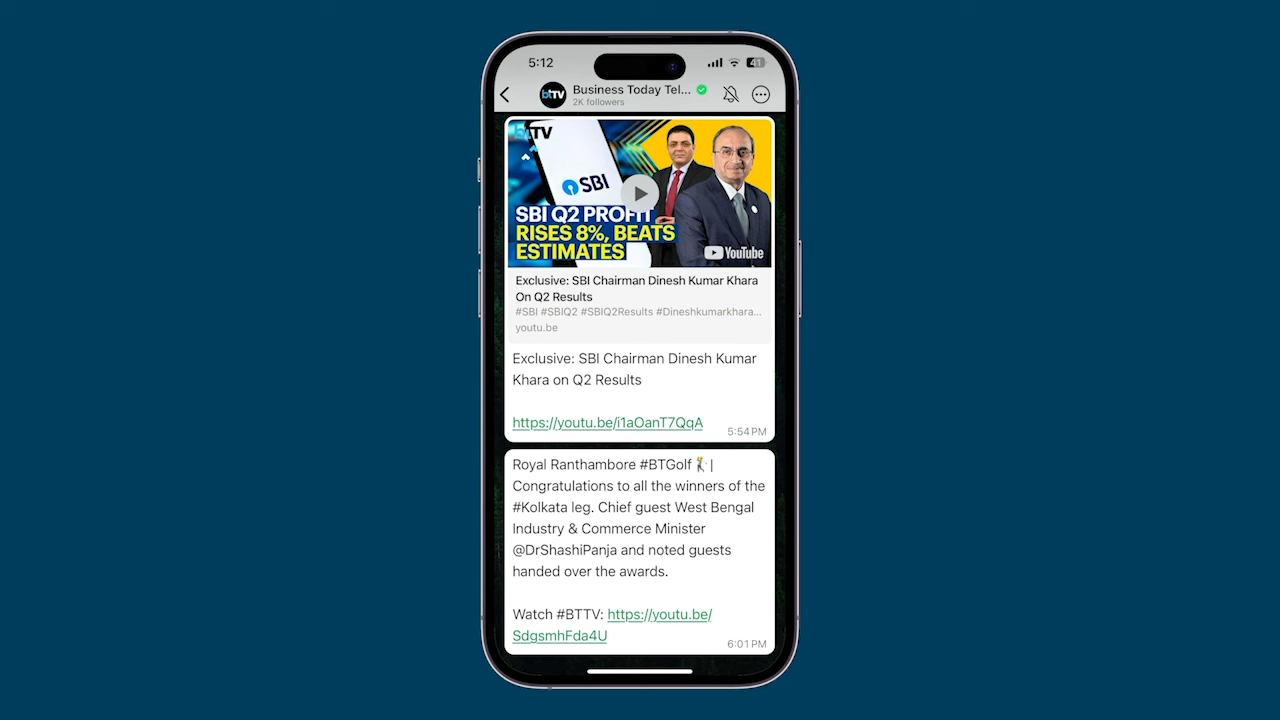 5:12
41
btTV
Business Today Tel...
2K followers
btTV
SBI
SBI Q2 PROFIT
RISES 8%, BEATS
ESTIMATES
YouTube
Exclusive: SBI Chairman Dinesh Kumar Khara
On Q2 Results
#SBI #SBIQ2 #SBIQ2Results #Dineshkumarkhara...
youtu.be
Exclusive: SBI Chairman Dinesh Kumar
Khara on Q2 Results
https://youtu.be/i1aOanT7QqA
5:54 PM
Royal Ranthambore #BTGolf🏌|
Congratulations to all the winners of the
#Kolkata leg. Chief guest West Bengal
Industry & Commerce Minister
@DrShashiPanja and noted guests
handed over the awards.
Watch #BTTV: https://youtu.be/
SdgsmhFda4U
6:01 PM